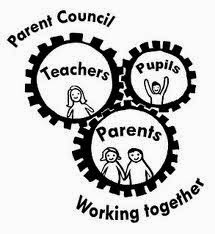 Parent Council
Teachers
Pupils
Parents
Working together